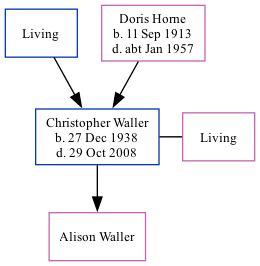 Living
Doris Horne
b. 11 Sep 1913
d. abt Jan 1957
Christopher Waller
b. 27 Dec 1938
d. 29 Oct 2008
Living
Alison Waller